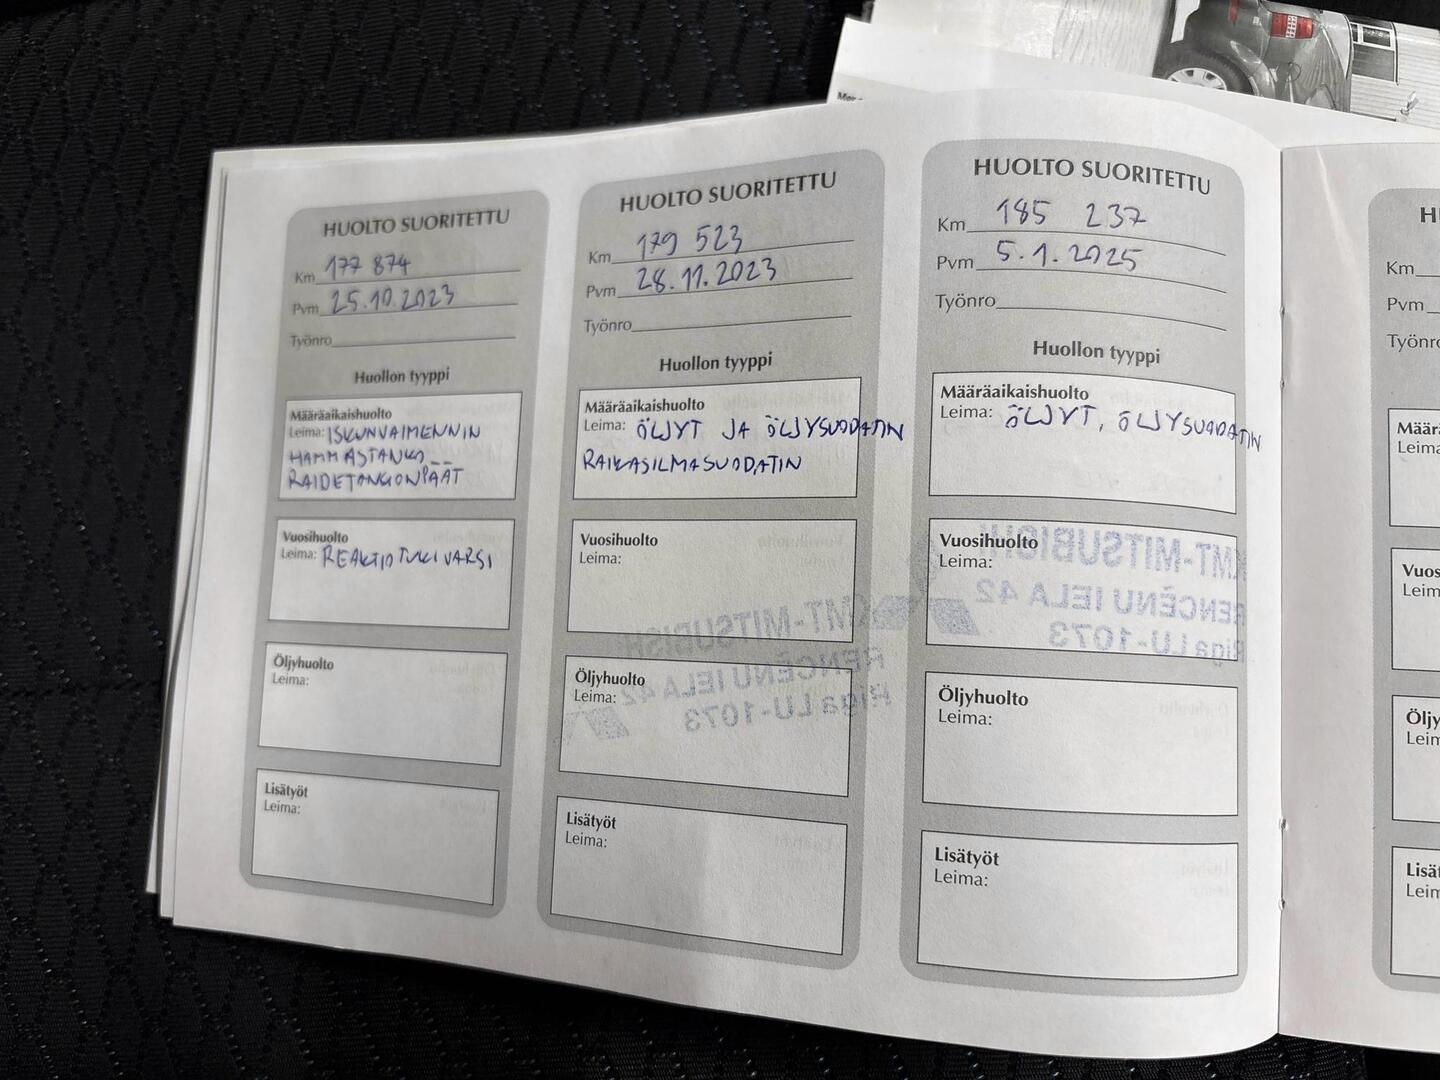 HUOLTO SUORITETTU
Km 177 874
Pvm 25.10.2023
Työnro
Huollon tyyppi
Määräaikaishuolto
Leima: ISKUNVAIMENNIN
HAMMASTANKO
RAIDETANGONPÄÄT
Vuosihuolto
Leima: REAKTIOTUKIVARSI
Öljyhuolto
Leima:
Lisätyöt
Leima:
HUOLTO SUORITETTU
Km 179 523
Pvm 28.11.2023
Työnro
Huollon tyyppi
Määräaikaishuolto
Leima: ÖLJYT JA ÖLJYSUODATIN
RAIKASILMASUODATIN
Vuosihuolto
Leima:
KMT-MITSUBISHI
RENCĒNU IELA 42
Riga LU-1073
Öljyhuolto
Leima:
Lisätyöt
Leima:
HUOLTO SUORITETTU
Km 185 237
Pvm 5.1.2025
Työnro
Huollon tyyppi
Määräaikaishuolto
Leima: ÖLJYT, ÖLJYSUODATIN
Vuosihuolto
Leima:
KMT-MITSUBISHI
RENCĒNU IELA 42
Riga LU-1073
Öljyhuolto
Leima:
Lisätyöt
Leima:
Km
Pvm